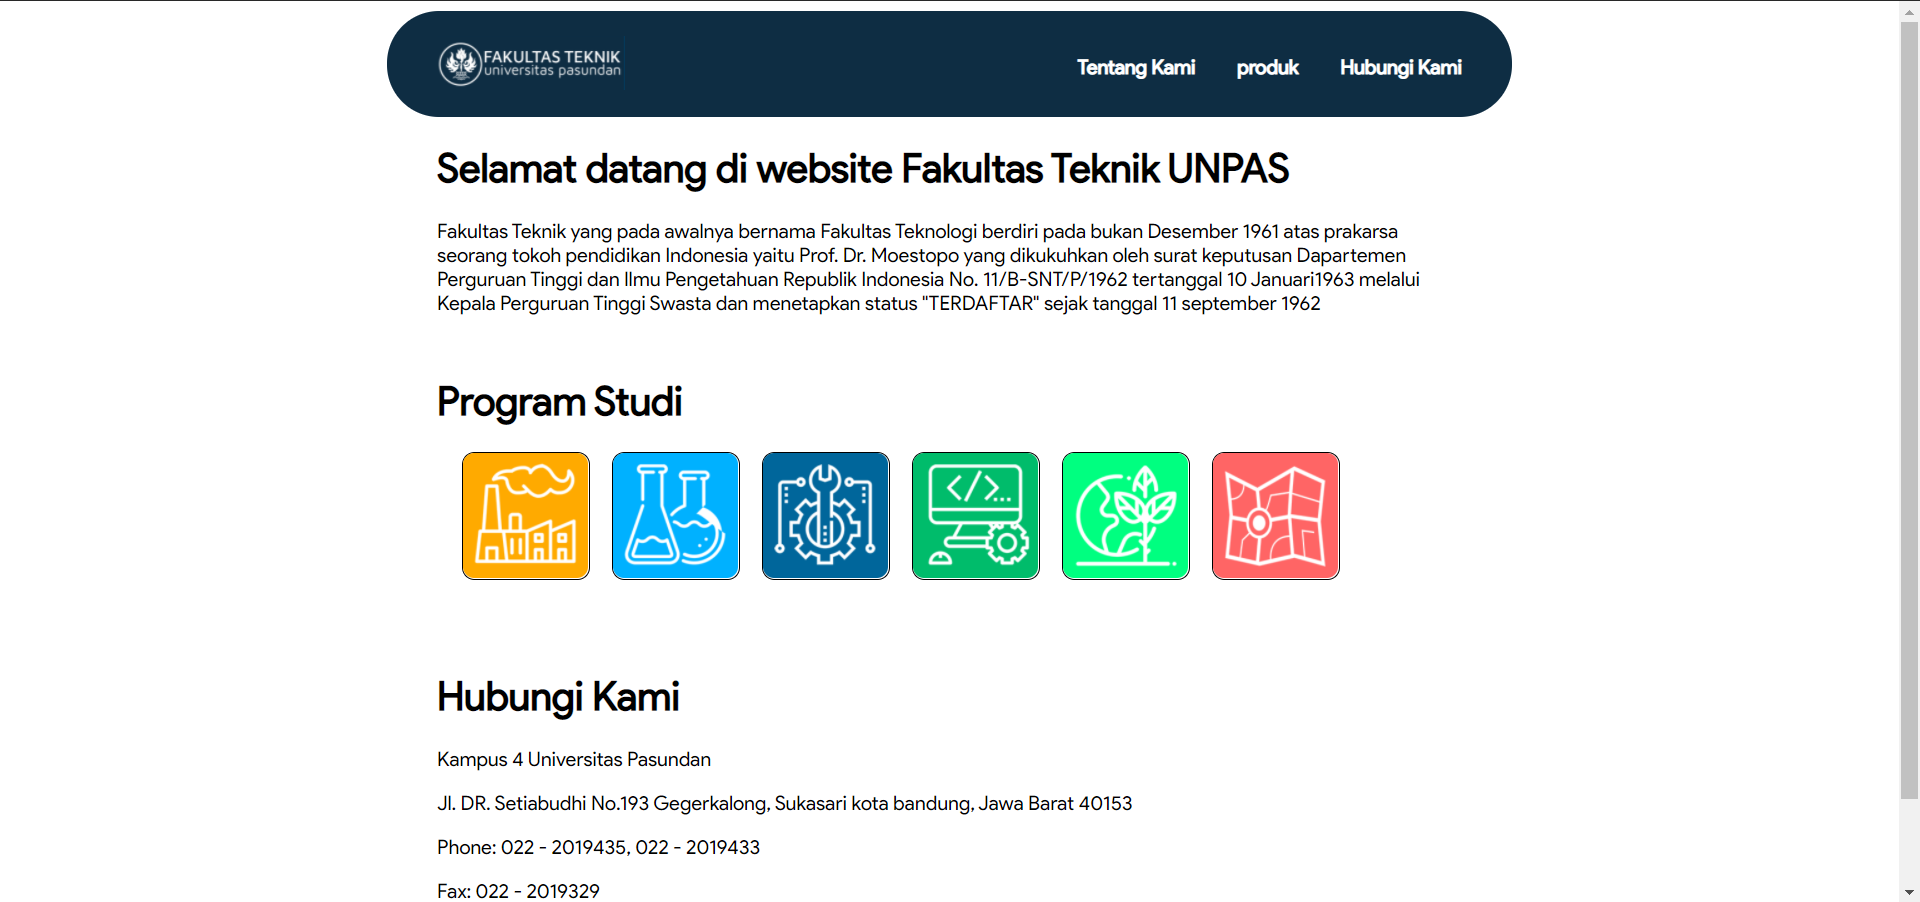 FAKULTAS TEKNIK
universitas pasundan
Tentang Kami produk Hubungi Kami
Selamat datang di website Fakultas Teknik UNPAS
Fakultas Teknik yang pada awalnya bernama Fakultas Teknologi berdiri pada bukan Desember 1961 atas prakarsa
seorang tokoh pendidikan Indonesia yaitu Prof. Dr. Moestopo yang dikukuhkan oleh surat keputusan Dapartemen
Perguruan Tinggi dan Ilmu Pengetahuan Republik Indonesia No. 11/B-SNT/P/1962 tertanggal 10 Januari1963 melalui
Kepala Perguruan Tinggi Swasta dan menetapkan status "TERDAFTAR" sejak tanggal 11 september 1962
Program Studi
</>...
Hubungi Kami
Kampus 4 Universitas Pasundan
Jl. DR. Setiabudhi No.193 Gegerkalong, Sukasari kota bandung, Jawa Barat 40153
Phone: 022 - 2019435, 022 - 2019433
Fax: 022 - 2019329